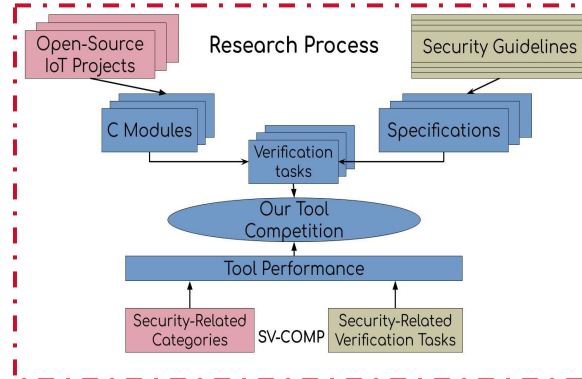 Research Process
Open-Source
IoT Projects
Security Guidelines
C Modules
Specifications
Verification
tasks
Our Tool
Competition
Tool Performance
Security-Related
Categories
SV-COMP
Security-Related
Verification Tasks